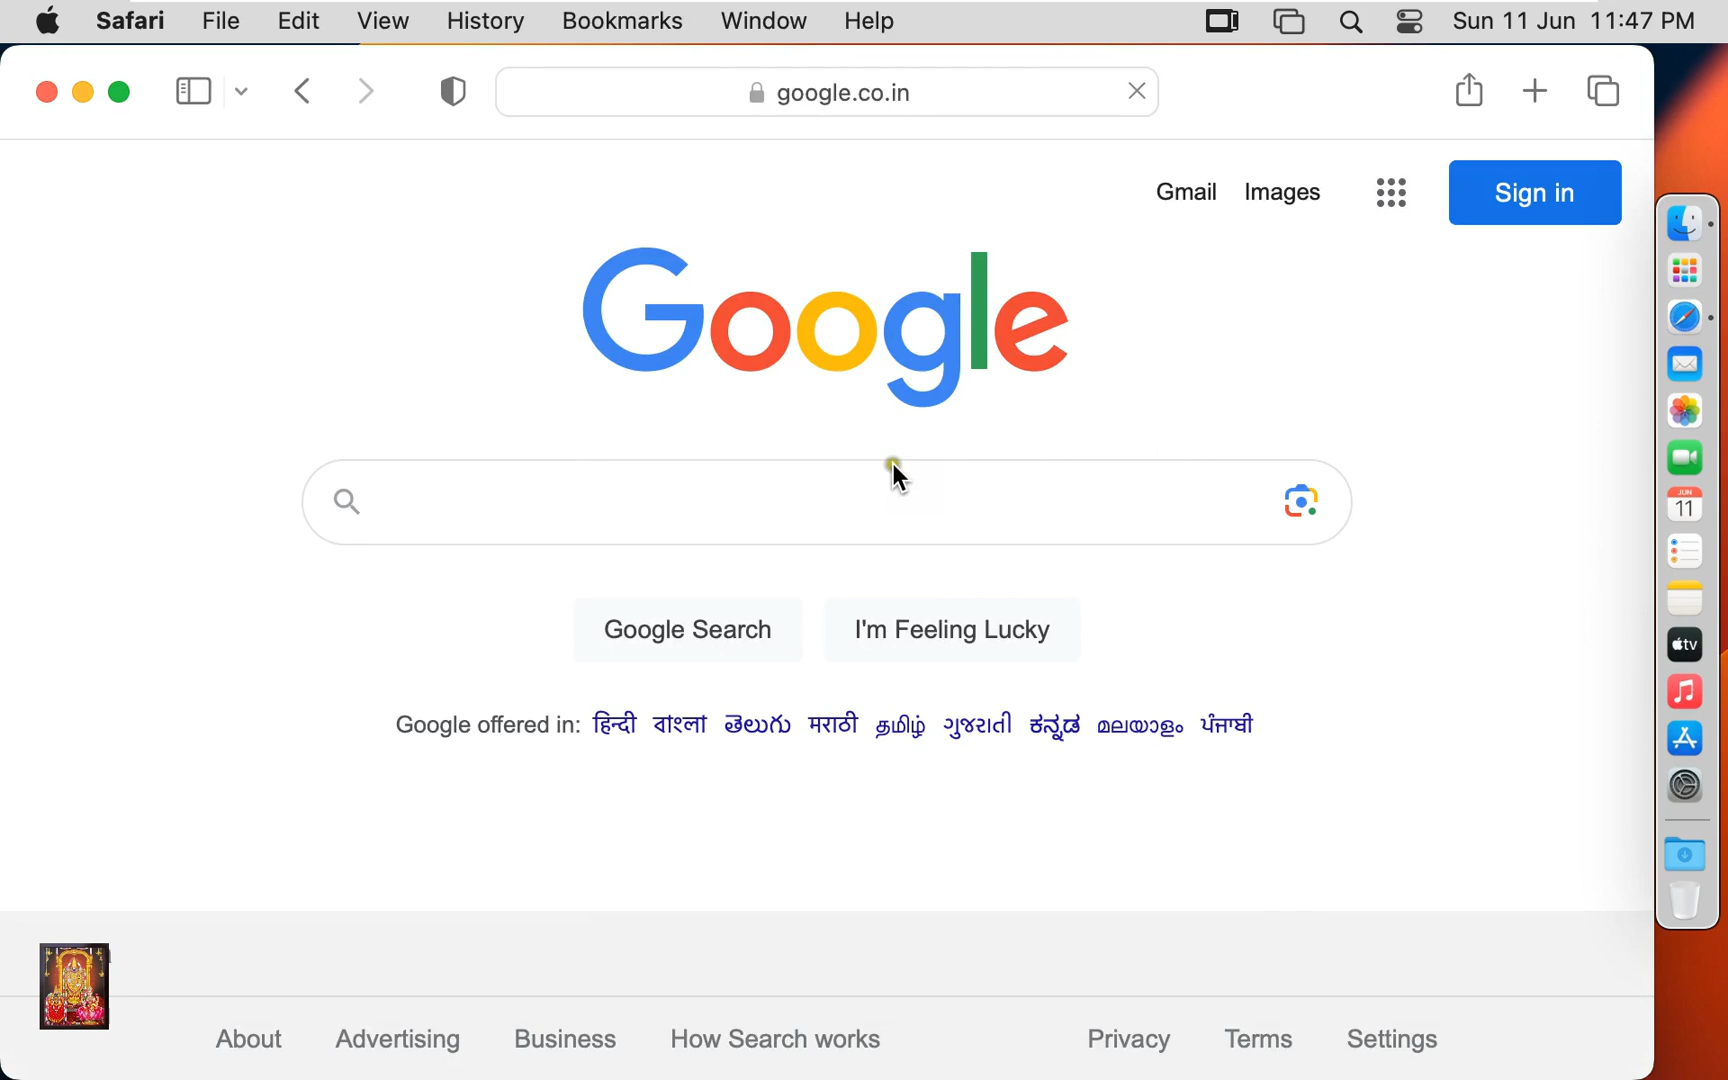 Safari File Edit View History Bookmarks Window Help Sun 11 Jun 11:47 PM
google.co.in
Gmail Images Sign in
Google
JUN
11
tv
Google Search I'm Feeling Lucky
Google offered in: हिन्दी বাংলা తెలుగు मराठी தமிழ் ગુજરાતી ಕನ್ನಡ മലയാളം ਪੰਜਾਬੀ
About Advertising Business How Search works Privacy Terms Settings